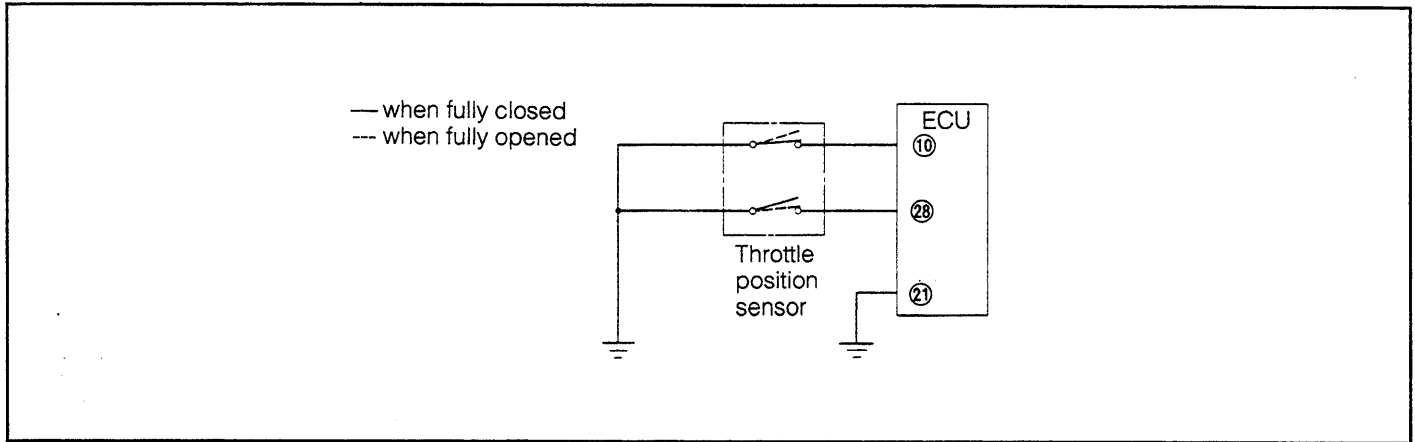 — when fully closed
--- when fully opened
ECU
10
28
21
Throttle
position
sensor